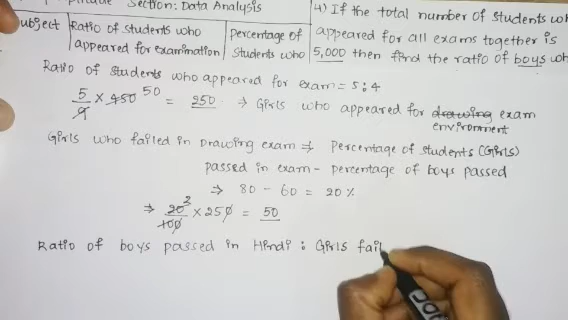 Section: Data Analysis
4) If the total number of students
Subject Ratio of students who appeared for examination
percentage of students who
appeared for all exams together is
5,000 then find the ratio of boys
Ratio of students who appeared for exam = 5:4
5/9 × 450 50 = 250 → Girls who appeared for drawing exam
environment
Girls who failed in Drawing exam ⇒ Percentage of students (Girls)
passed in exam - percentage of boys passed
⇒ 80 - 60 = 20%
⇒ 20/100 × 250 = 50
Ratio of boys passed in Hindi : Girls fail